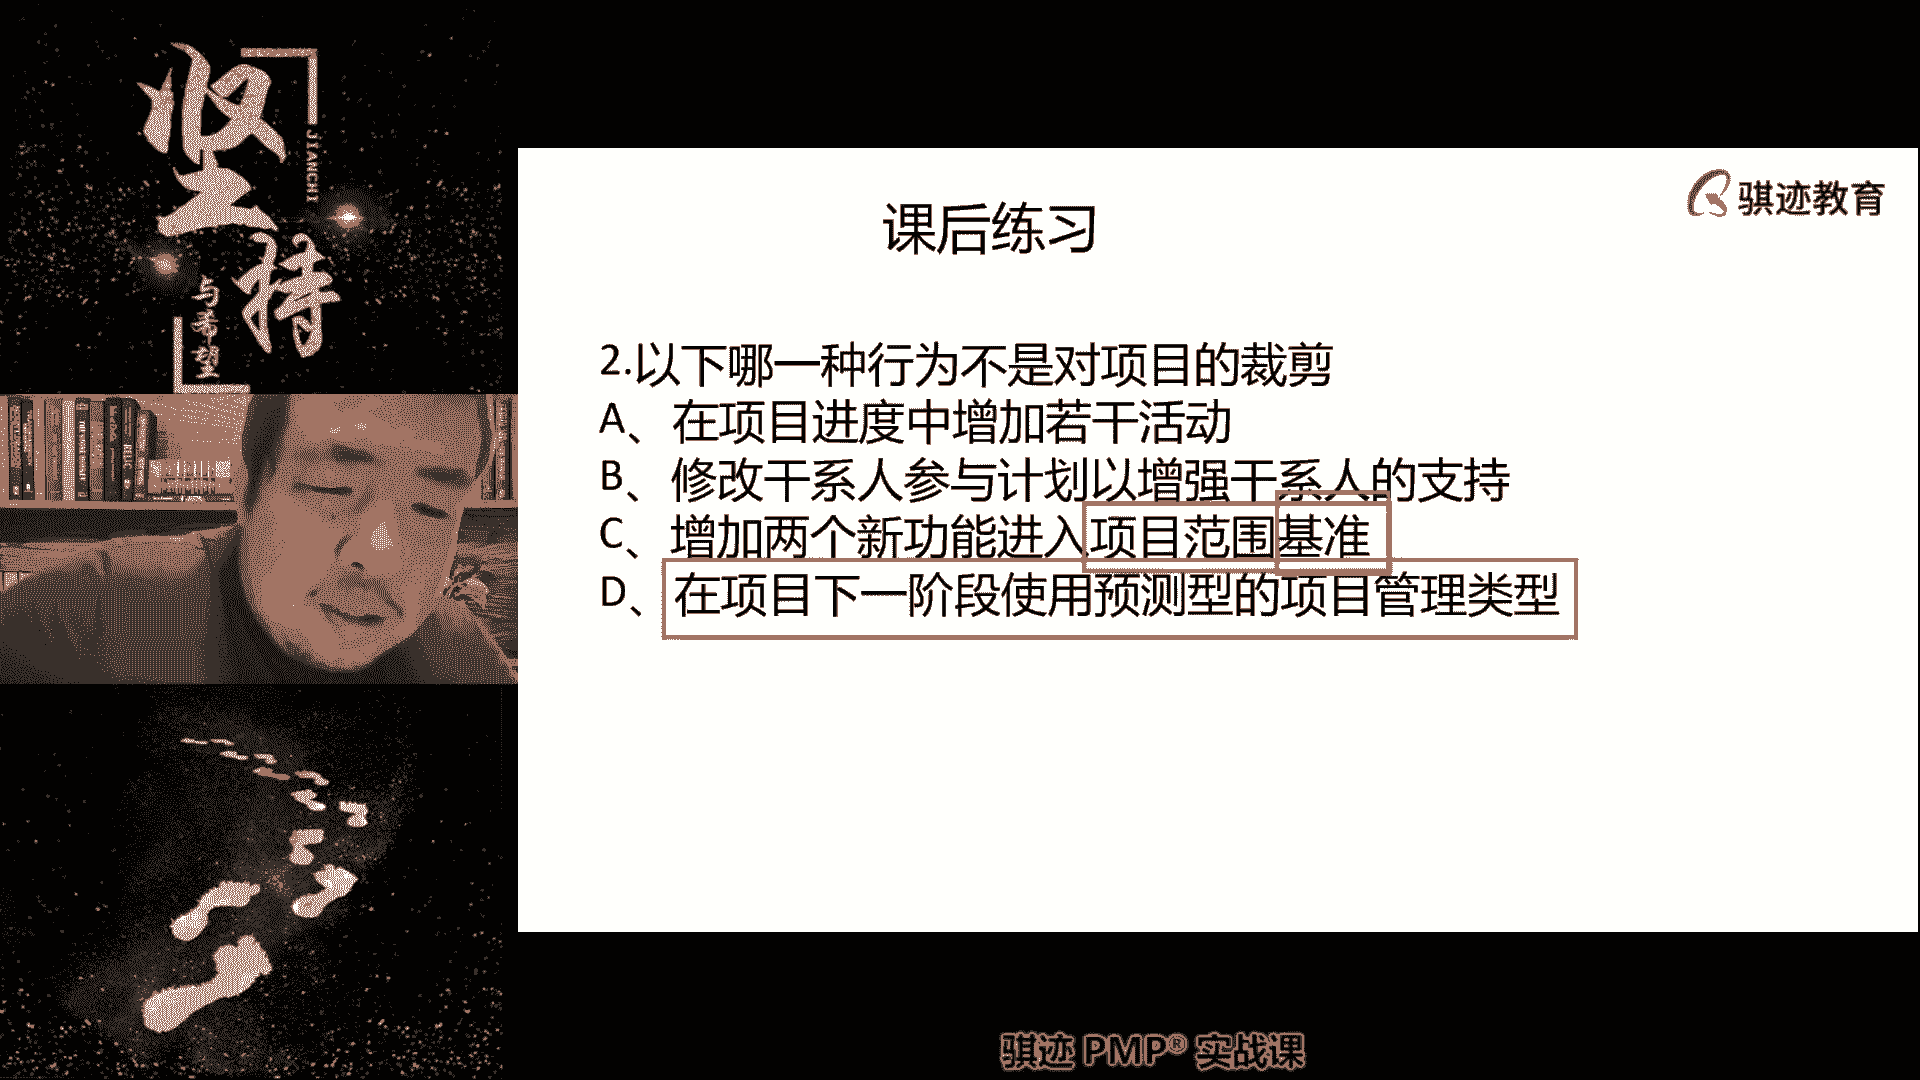 坚持
JIANCHI
与希望
骐迹教育
课后练习
2.以下哪一种行为不是对项目的裁剪
A、在项目进度中增加若干活动
B、修改干系人参与计划以增强干系人的支持
C、增加两个新功能进入项目范围基准
D、在项目下一阶段使用预测型的项目管理类型
骐迹 PMP® 实战课